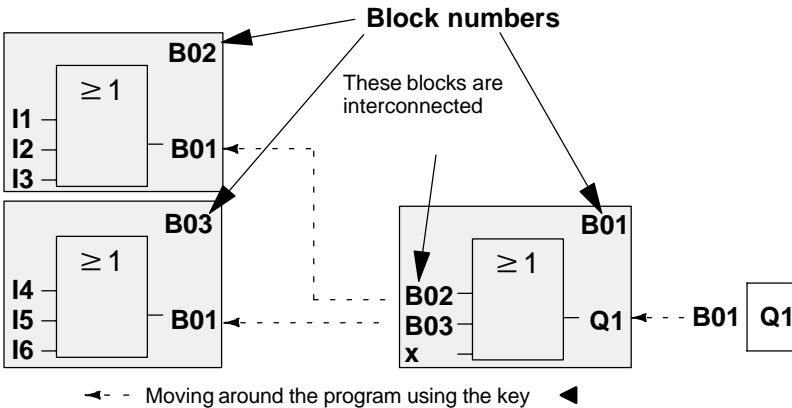 Block numbers
B02
≥ 1
I1
I2
I3
B01
These blocks are
interconnected
B03
≥ 1
I4
I5
I6
B01
B01
≥ 1
B02
B03
x
Q1
B01
Q1
Moving around the program using the key